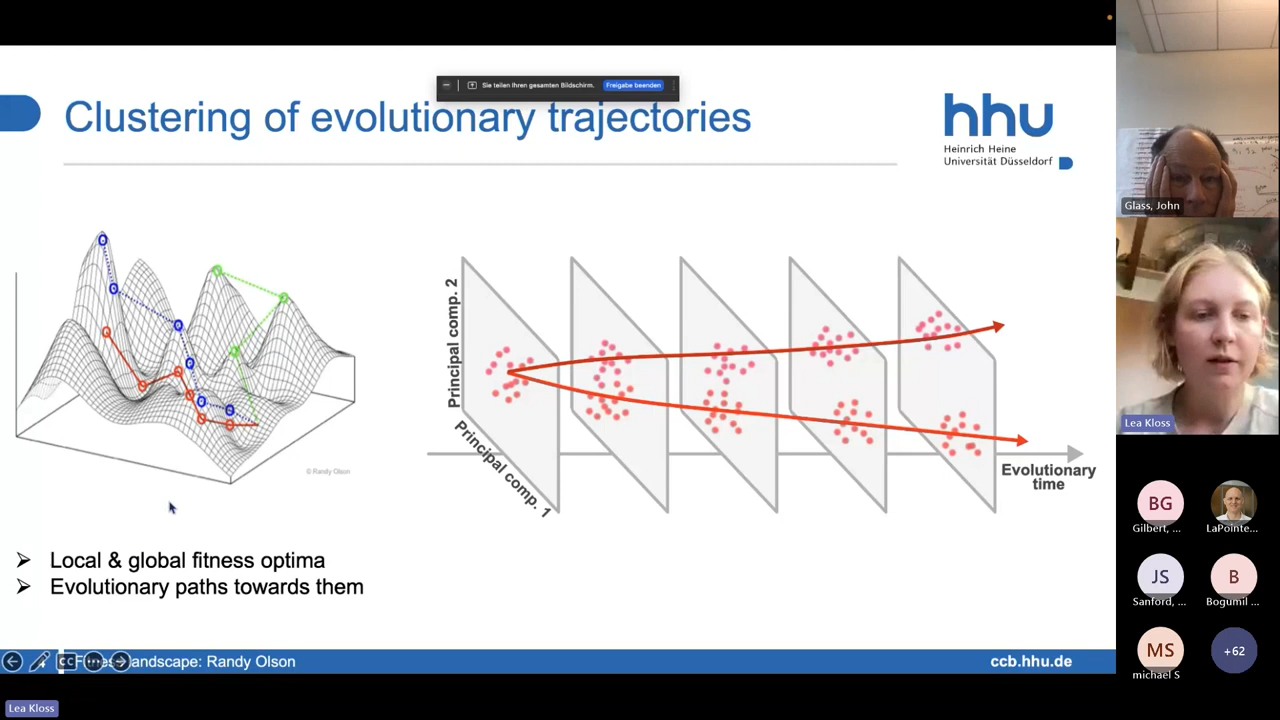 Sie teilen Ihren gesamten Bildschirm. Freigabe beenden
Clustering of evolutionary trajectories
hhu
Heinrich Heine
Universität Düsseldorf
Glass, John
Principal comp. 2
Principal comp. 1
Evolutionary
time
© Randy Olson
Lea Kloss
Local & global fitness optima
Evolutionary paths towards them
BG
Gilbert, ...
LaPointe...
JS
Sanford, ...
B
Bogumil ...
MS
michael S
+62
CC
landscape: Randy Olson
ccb.hhu.de
Lea Kloss